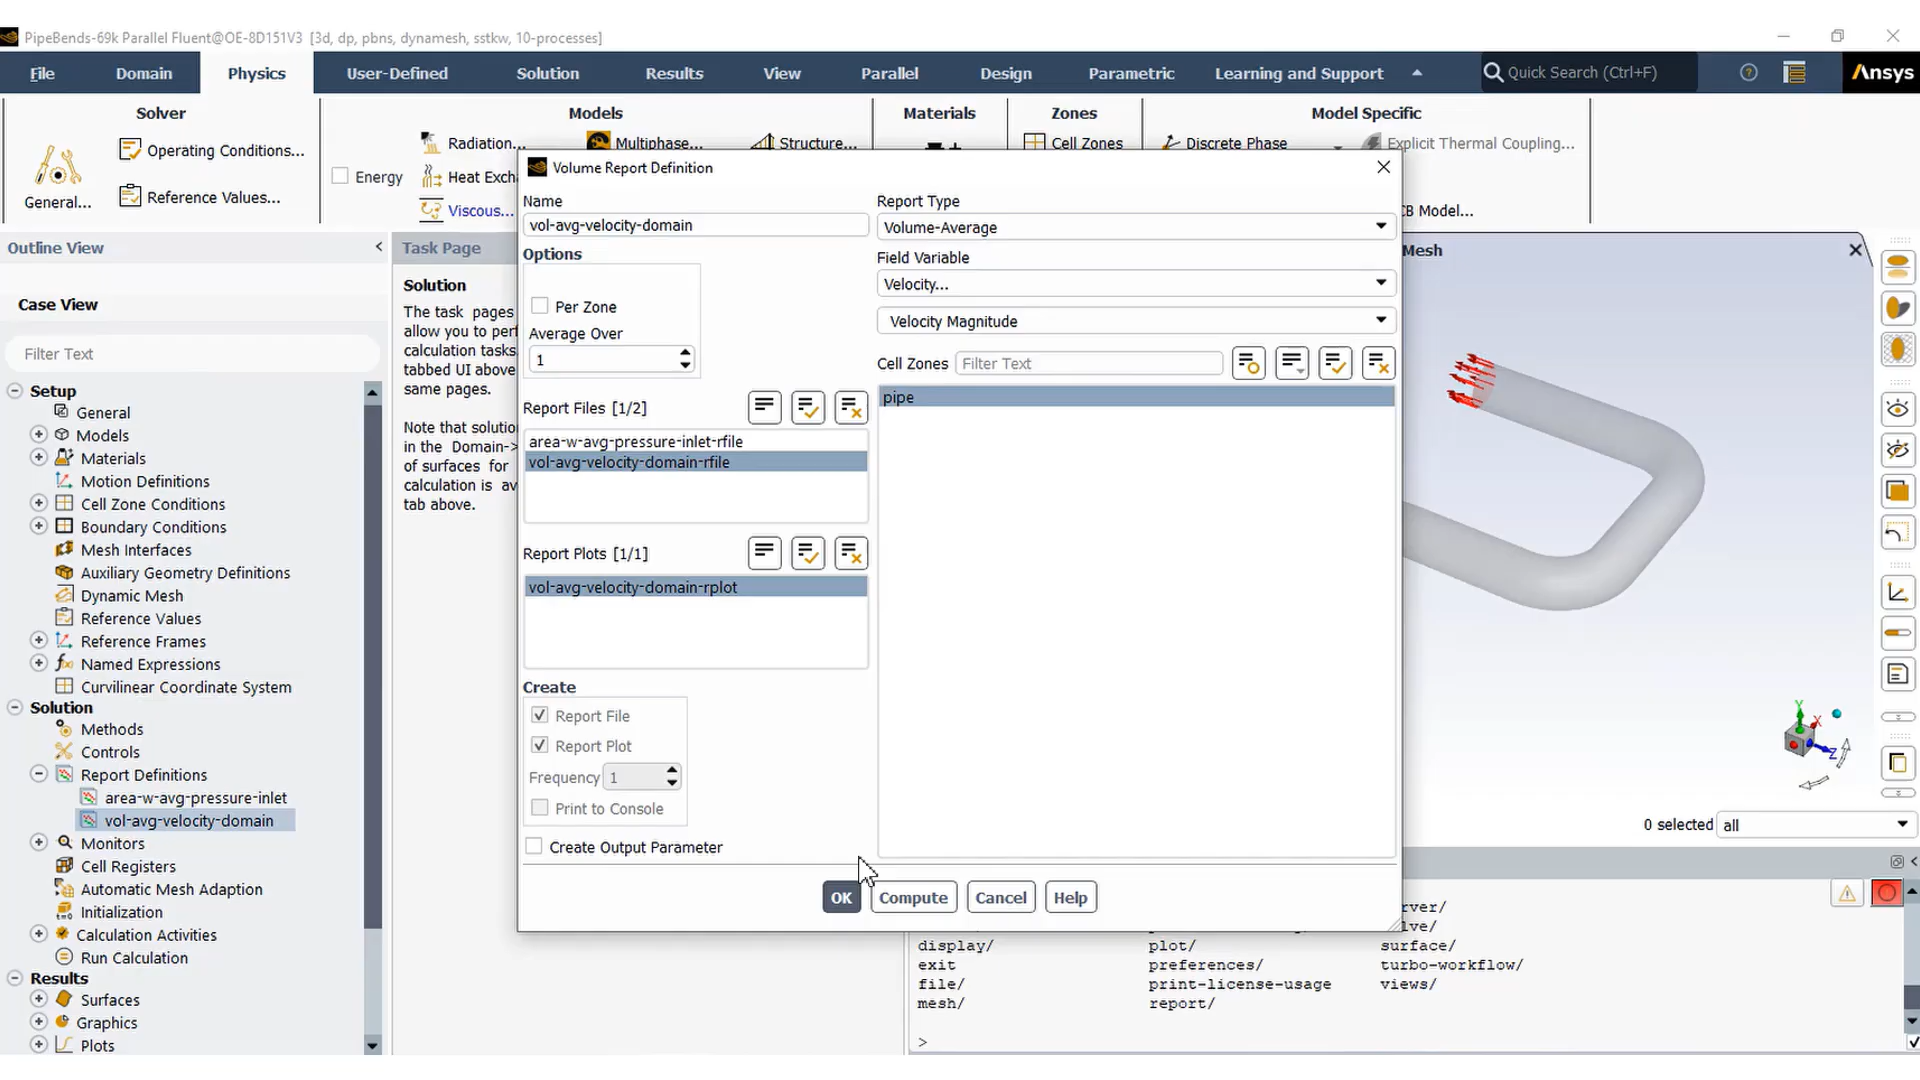 PipeBends-69k Parallel Fluent@OE-8D151V3 [3d, dp, pbns, dynamesh, sstkw, 10-processes]
File Domain Physics User-Defined Solution Results View Parallel Design Parametric Learning and Support Quick Search (Ctrl+F) Ansys
Solver Models Materials Zones Model Specific
General...
Operating Conditions...
Reference Values...
Energy
Radiation...
Heat Exch
Viscous...
Multiphase...
Structure...
Cell Zones
Discrete Phase
Explicit Thermal Coupling...
CB Model...
Outline View
Case View
Filter Text
Setup
General
Models
Materials
Motion Definitions
Cell Zone Conditions
Boundary Conditions
Mesh Interfaces
Auxiliary Geometry Definitions
Dynamic Mesh
Reference Values
Reference Frames
Named Expressions
Curvilinear Coordinate System
Solution
Methods
Controls
Report Definitions
area-w-avg-pressure-inlet
vol-avg-velocity-domain
Monitors
Cell Registers
Automatic Mesh Adaption
Initialization
Calculation Activities
Run Calculation
Results
Surfaces
Graphics
Plots
Task Page
Solution
The task pages
allow you to perf
calculation tasks.
tabbed UI above
same pages.
Note that solutio
in the Domain->
of surfaces for
calculation is av
tab above.
Volume Report Definition
Name
vol-avg-velocity-domain
Options
Per Zone
Average Over
1
Report Files [1/2]
area-w-avg-pressure-inlet-rfile
vol-avg-velocity-domain-rfile
Report Plots [1/1]
vol-avg-velocity-domain-rplot
Create
Report File
Report Plot
Frequency 1
Print to Console
Create Output Parameter
Report Type
Volume-Average
Field Variable
Velocity...
Velocity Magnitude
Cell Zones Filter Text
pipe
OK Compute Cancel Help
Mesh
Y
X
Z
0 selected all
rver/
lve/
display/ plot/ surface/
exit preferences/ turbo-workflow/
file/ print-license-usage views/
mesh/ report/
>